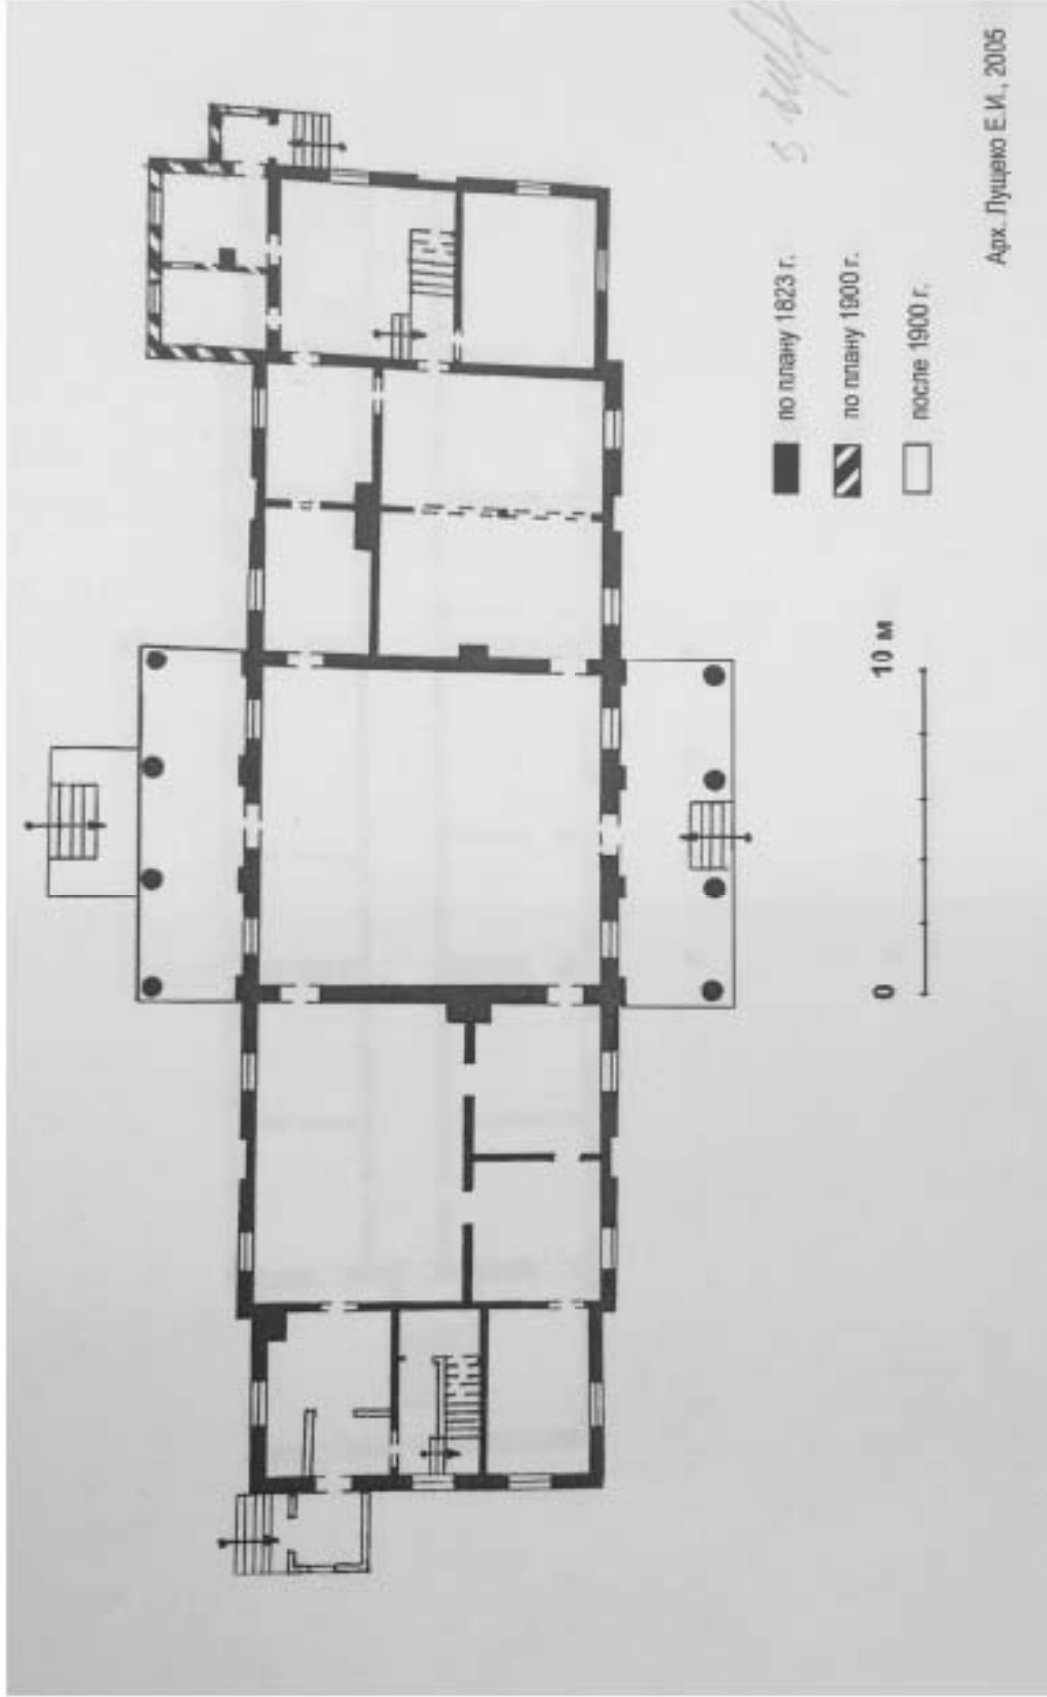 по плану 1823 г.
по плану 1900 г.
после 1900 г.
0
10 м
Арх. Лущеко Е.И., 2005